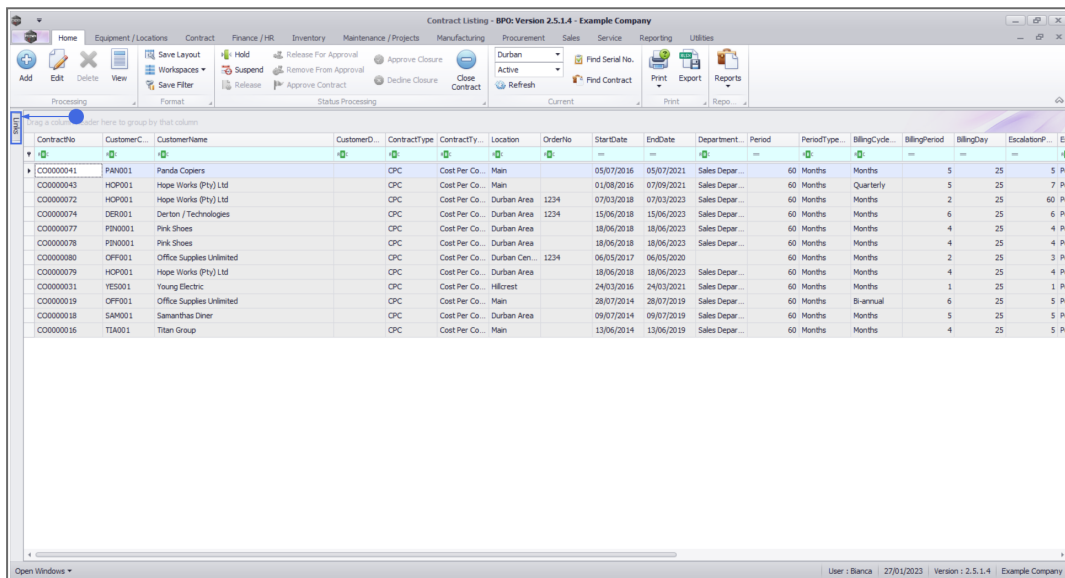 Contract Listing - BPO: Version 2.5.1.4 - Example Company
Home Equipment / Locations Contract Finance / HR Inventory Maintenance / Projects Manufacturing Procurement Sales Service Reporting Utilities
Add Edit Delete View
Processing
Save Layout
Workspaces
Save Filter
Format
Hold
Suspend
Release
Release For Approval
Remove From Approval
Approve Contract
Approve Closure
Decline Closure
Close Contract
Status Processing
Durban
Active
Refresh
Find Serial No.
Find Contract
Current
Print Export
Print
Reports
Repo...
Links
Drag a column header here to group by that column
ContractNo CustomerC... CustomerName CustomerD... ContractType ContractTy... Location OrderNo StartDate EndDate Department... Period PeriodType... BillingCycle... BillingPeriod BillingDay EscalationP... E
CO0000041 PAN001 Panda Copiers CPC Cost Per Co... Main 05/07/2016 05/07/2021 Sales Depar... 60 Months Months 5 25 5 P
CO0000043 HOP001 Hope Works (Pty) Ltd CPC Cost Per Co... Main 01/08/2016 07/09/2021 Sales Depar... 60 Months Quarterly 5 25 7 P
CO0000072 HOP001 Hope Works (Pty) Ltd CPC Cost Per Co... Durban Area 1234 07/03/2018 07/03/2023 Sales Depar... 60 Months Months 2 25 60 P
CO0000074 DER001 Derton / Technologies CPC Cost Per Co... Durban Area 1234 15/06/2018 15/06/2023 Sales Depar... 60 Months Months 6 25 6 P
CO0000077 PIN0001 Pink Shoes CPC Cost Per Co... Durban Area 18/06/2018 18/06/2023 Sales Depar... 60 Months Months 4 25 4 P
CO0000078 PIN0001 Pink Shoes CPC Cost Per Co... Durban Area 18/06/2018 18/06/2023 Sales Depar... 60 Months Months 4 25 4 P
CO0000080 OFF001 Office Supplies Unlimited CPC Cost Per Co... Durban Cen... 1234 06/05/2017 06/05/2020 60 Months Months 2 25 3 P
CO0000079 HOP001 Hope Works (Pty) Ltd CPC Cost Per Co... Durban Area 18/06/2018 18/06/2023 Sales Depar... 60 Months Months 4 25 4 P
CO0000031 YES001 Young Electric CPC Cost Per Co... Hillcrest 24/03/2016 24/03/2021 Sales Depar... 60 Months Months 1 25 1 P
CO0000019 OFF001 Office Supplies Unlimited CPC Cost Per Co... Main 28/07/2014 28/07/2019 Sales Depar... 60 Months Bi-annual 6 25 5 P
CO0000018 SAM001 Samanthas Diner CPC Cost Per Co... Durban Area 09/07/2014 09/07/2019 Sales Depar... 60 Months Months 5 25 5 P
CO0000016 TIA001 Titan Group CPC Cost Per Co... Main 13/06/2014 13/06/2019 Sales Depar... 60 Months Months 4 25 5 P
Open Windows User : Bianca 27/01/2023 Version : 2.5.1.4 Example Company